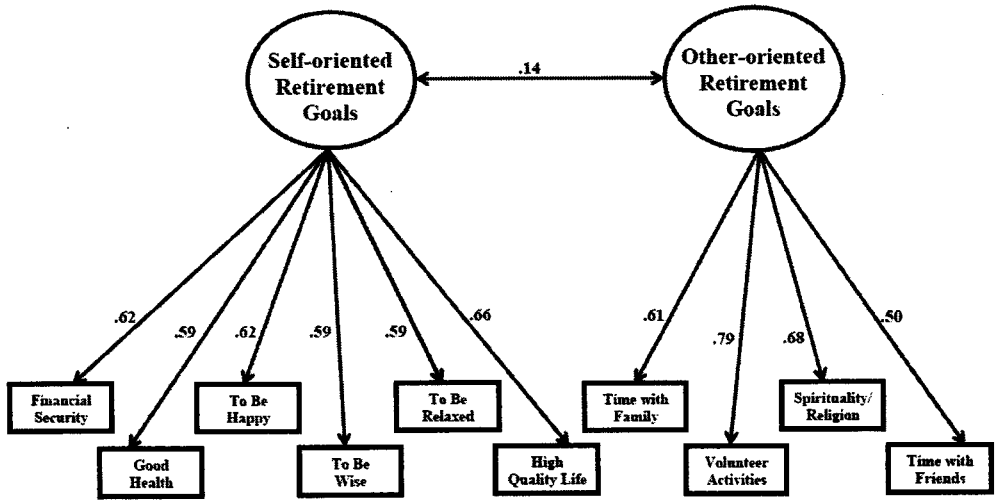 Self-oriented
Retirement
Goals
.14
Other-oriented
Retirement
Goals
.62
.59
.62
.59
.59
.66
.61
.79
.68
.50
Financial
Security
Good
Health
To Be
Happy
To Be
Wise
To Be
Relaxed
High
Quality Life
Time with
Family
Volunteer
Activities
Spirituality/
Religion
Time with
Friends